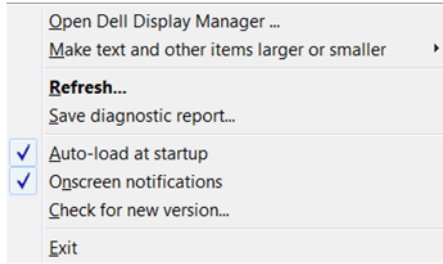 Open Dell Display Manager ...
Make text and other items larger or smaller
Refresh...
Save diagnostic report...
Auto-load at startup
Onscreen notifications
Check for new version...
Exit